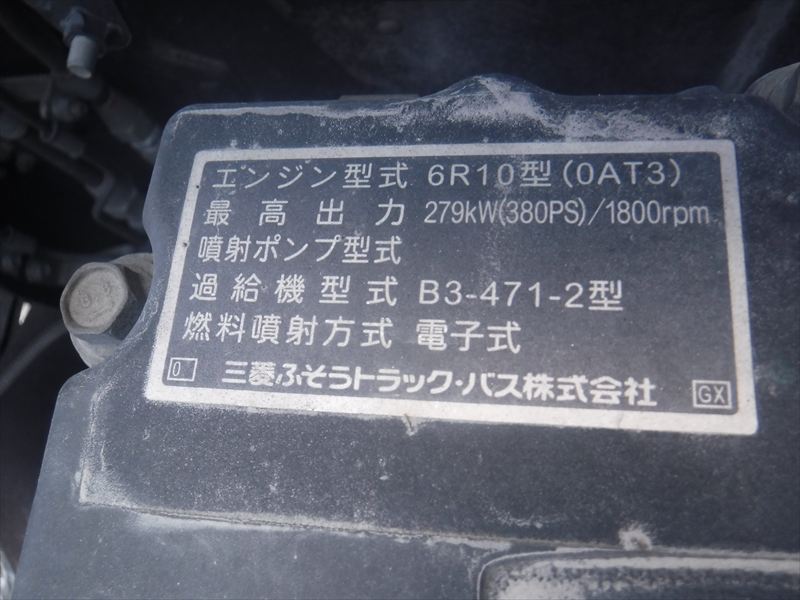 エンジン型式 6R10型(0AT3)
最高出力 279kW(380PS)/1800rpm
噴射ポンプ型式
過給機型式 B3-471-2型
燃料噴射方式 電子式
0 三菱ふそうトラック・バス株式会社 GX